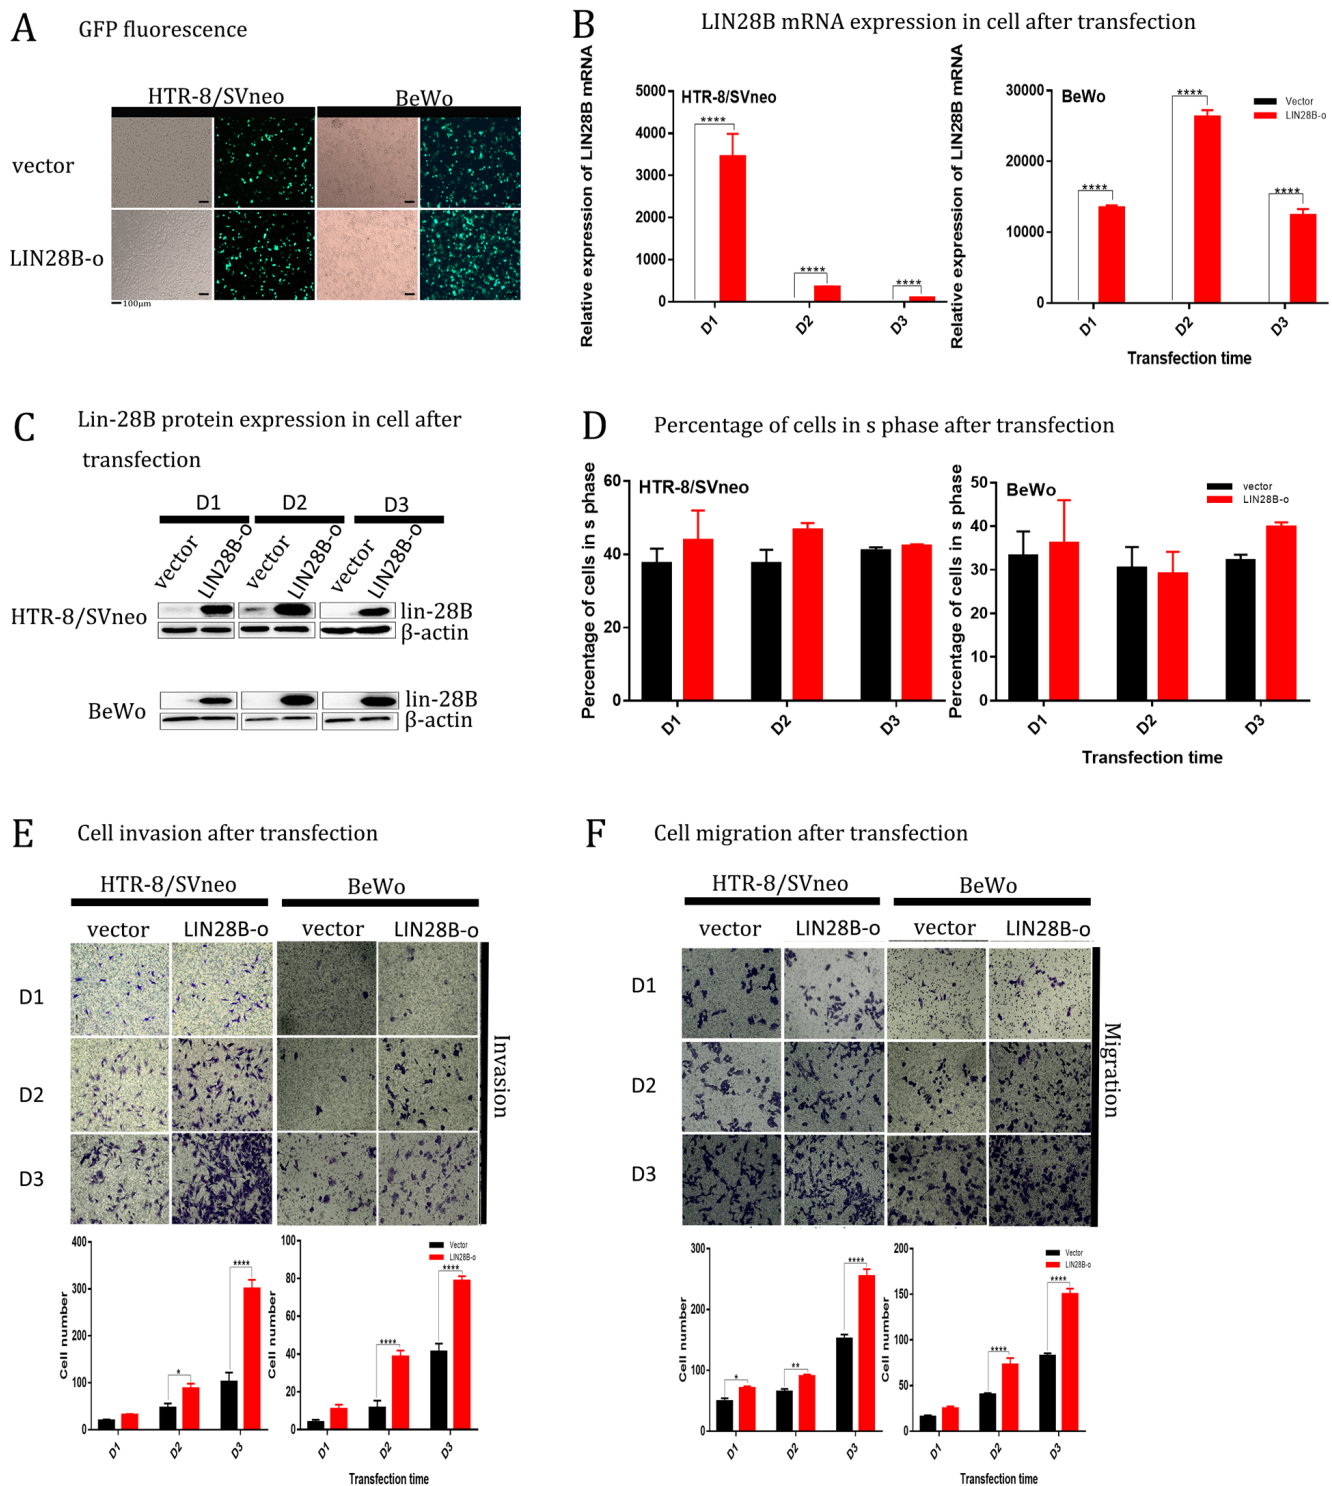 A GFP fluorescence
HTR-8/SVneo BeWo
vector
LIN28B-o
100μm
B LIN28B mRNA expression in cell after transfection
Relative expression of LIN28B mRNA
HTR-8/SVneo
5000
4000
3000
2000
1000
0
****
****
****
D1 D2 D3
Relative expression of LIN28B mRNA
BeWo
30000
20000
10000
0
****
****
****
Vector
LIN28B-o
D1 D2 D3
Transfection time
C Lin-28B protein expression in cell after
transfection
D1 D2 D3
vector LIN28B-o vector LIN28B-o vector LIN28B-o
HTR-8/SVneo
lin-28B
β-actin
BeWo
lin-28B
β-actin
D Percentage of cells in s phase after transfection
Percentage of cells in s phase
HTR-8/SVneo
60
40
20
0
D1 D2 D3
Percentage of cells in s phase
BeWo
50
40
30
20
10
0
vector
LIN28B-o
D1 D2 D3
Transfection time
E Cell invasion after transfection
HTR-8/SVneo BeWo
vector LIN28B-o vector LIN28B-o
D1
D2
D3
Invasion
Cell number
400
300
200
100
0
*
****
D1 D2 D3
Cell number
100
80
60
40
20
0
****
****
Vector
LIN28B-o
D1 D2 D3
Transfection time
F Cell migration after transfection
HTR-8/SVneo BeWo
vector LIN28B-o vector LIN28B-o
D1
D2
D3
Migration
Cell number
300
200
100
0
*
**
****
D1 D2 D3
Cell number
200
150
100
50
0
****
****
Vector
LIN28B-o
D1 D2 D3
Transfection time